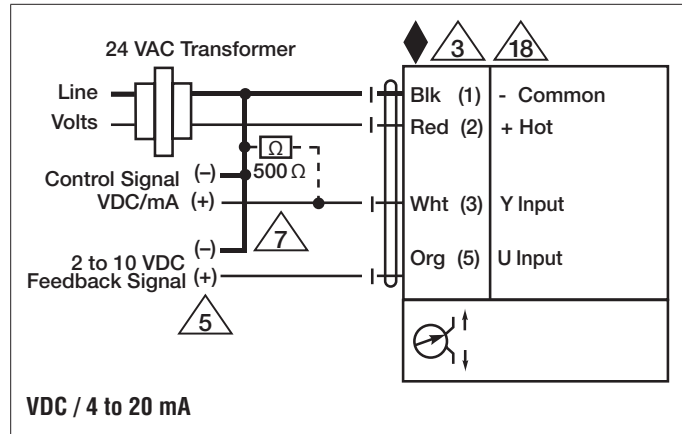 24 VAC Transformer
3
18
Line
Volts
Blk (1) - Common
Red (2) + Hot
Ω
500 Ω
Control Signal (–)
VDC/mA (+)
Wht (3) Y Input
7
(–)
2 to 10 VDC
Feedback Signal (+)
Org (5) U Input
5
VDC / 4 to 20 mA